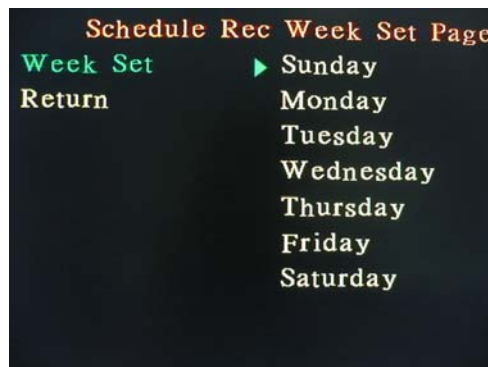 Schedule Rec Week Set Page
Week Set
Return
Sunday
Monday
Tuesday
Wednesday
Thursday
Friday
Saturday